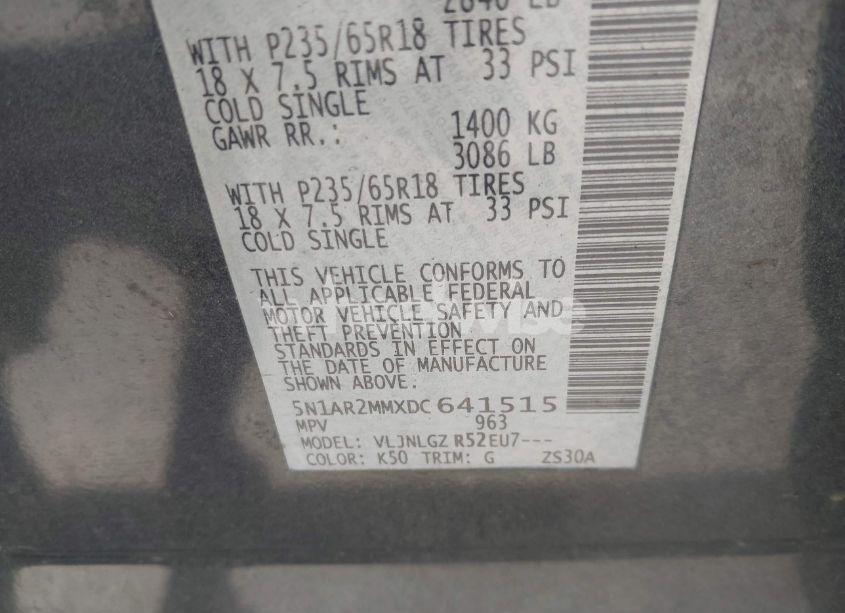 WITH P235/65R18 TIRES
18 X 7.5 RIMS AT 33 PSI
COLD SINGLE
GAWR RR.: 1400 KG
3086 LB
WITH P235/65R18 TIRES
18 X 7.5 RIMS AT 33 PSI
COLD SINGLE
THIS VEHICLE CONFORMS TO
ALL APPLICABLE FEDERAL
MOTOR VEHICLE SAFETY AND
THEFT PREVENTION
STANDARDS IN EFFECT ON
THE DATE OF MANUFACTURE
SHOWN ABOVE.
5N1AR2MMXDC 641515
MPV 963
MODEL: VLJNLGZ R52EU7---
COLOR: K50 TRIM: G ZS30A